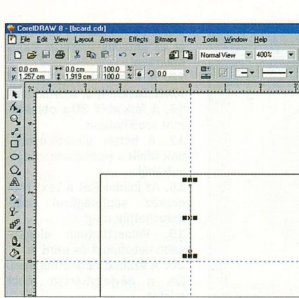 CorelDRAW 8 - [bcard.cdr]
File Edit View Layout Arrange Effects Bitmaps Text Tools Window Help
Normal View 400%
x: 0.0 cm 0.0 cm 100.0 % 0.0 °
y: 1.257 cm 1.919 cm 100.0 %